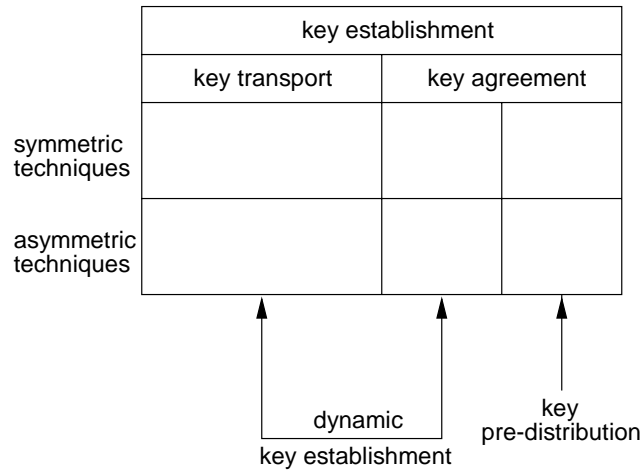 key establishment
key transport
key agreement
symmetric
techniques
asymmetric
techniques
dynamic
key establishment
key
pre-distribution